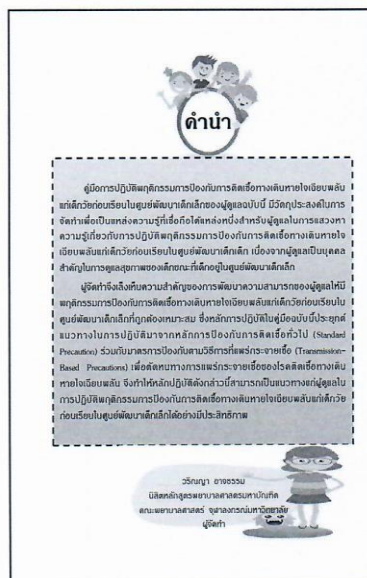 คำนำ
คู่มือการปฏิบัติพฤติกรรมการป้องกันการติดเชื้อทางเดินหายใจเฉียบพลัน
แก่เด็กวัยก่อนเรียนในศูนย์พัฒนาเด็กเล็กของผู้ดูแลฉบับนี้ มีวัตถุประสงค์ในการ
จัดทำเพื่อเป็นแหล่งความรู้ที่เชื่อถือได้แหล่งหนึ่งสำหรับผู้ดูแลในการแสวงหา
ความรู้เกี่ยวกับการปฏิบัติพฤติกรรมการป้องกันการติดเชื้อทางเดินหายใจ
เฉียบพลันแก่เด็กวัยก่อนเรียนในศูนย์พัฒนาเด็กเล็ก เนื่องจากผู้ดูแลเป็นบุคคล
สำคัญในการดูแลสุขภาพของเด็กขณะที่เด็กอยู่ในศูนย์พัฒนาเด็กเล็ก
ผู้จัดทำจึงเล็งเห็นความสำคัญของการพัฒนาความสามารถของผู้ดูแลให้มี
พฤติกรรมการป้องกันการติดเชื้อทางเดินหายใจเฉียบพลันแก่เด็กวัยก่อนเรียนใน
ศูนย์พัฒนาเด็กเล็กที่ถูกต้องเหมาะสม ซึ่งหลักการปฏิบัติในคู่มือฉบับนี้ประยุกต์
แนวทางในการปฏิบัติมาจากหลักการป้องกันการติดเชื้อทั่วไป (Standard
Precaution) ร่วมกับมาตรการป้องกันตามวิธีการที่แพร่กระจายเชื้อ (Transmission-
Based Precautions) เพื่อตัดหนทางการแพร่กระจายเชื้อของโรคติดเชื้อทางเดิน
หายใจเฉียบพลัน จึงทำให้หลักปฏิบัติดังกล่าวนี้สามารถเป็นแนวทางแก่ผู้ดูแลใน
การปฏิบัติพฤติกรรมการป้องกันการติดเชื้อทางเดินหายใจเฉียบพลันแก่เด็กวัย
ก่อนเรียนในศูนย์พัฒนาเด็กเล็กได้อย่างมีประสิทธิภาพ
วริณญา อาจธรรม
นิสิตหลักสูตรพยาบาลศาสตรมหาบัณฑิต
คณะพยาบาลศาสตร์ จุฬาลงกรณ์มหาวิทยาลัย
ผู้จัดทำ